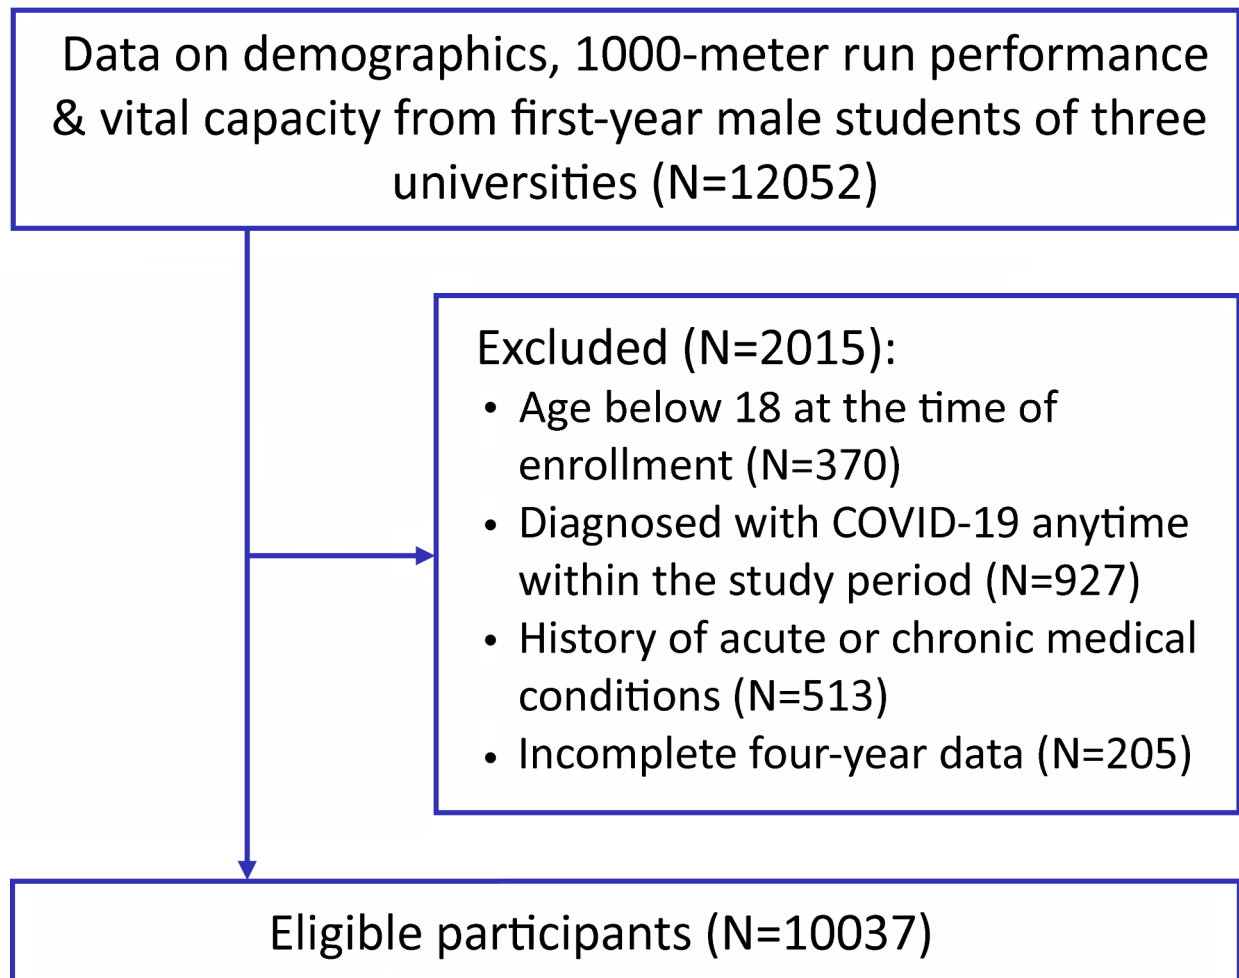 Data on demographics, 1000-meter run performance
& vital capacity from first-year male students of three
universities (N=12052)
Excluded (N=2015):
• Age below 18 at the time of
enrollment (N=370)
• Diagnosed with COVID-19 anytime
within the study period (N=927)
• History of acute or chronic medical
conditions (N=513)
• Incomplete four-year data (N=205)
Eligible participants (N=10037)